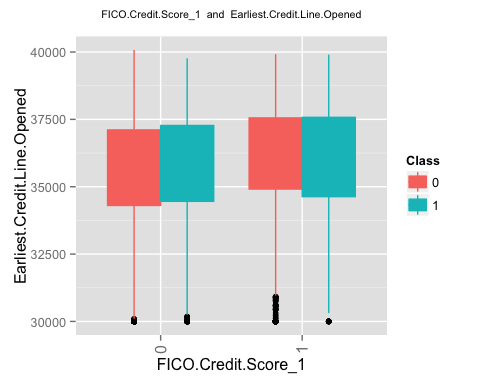 FICO.Credit.Score_1 and Earliest.Credit.Line.Opened
Earliest.Credit.Line.Opened
40000
37500
35000
32500
30000
0
1
FICO.Credit.Score_1
Class
0
1